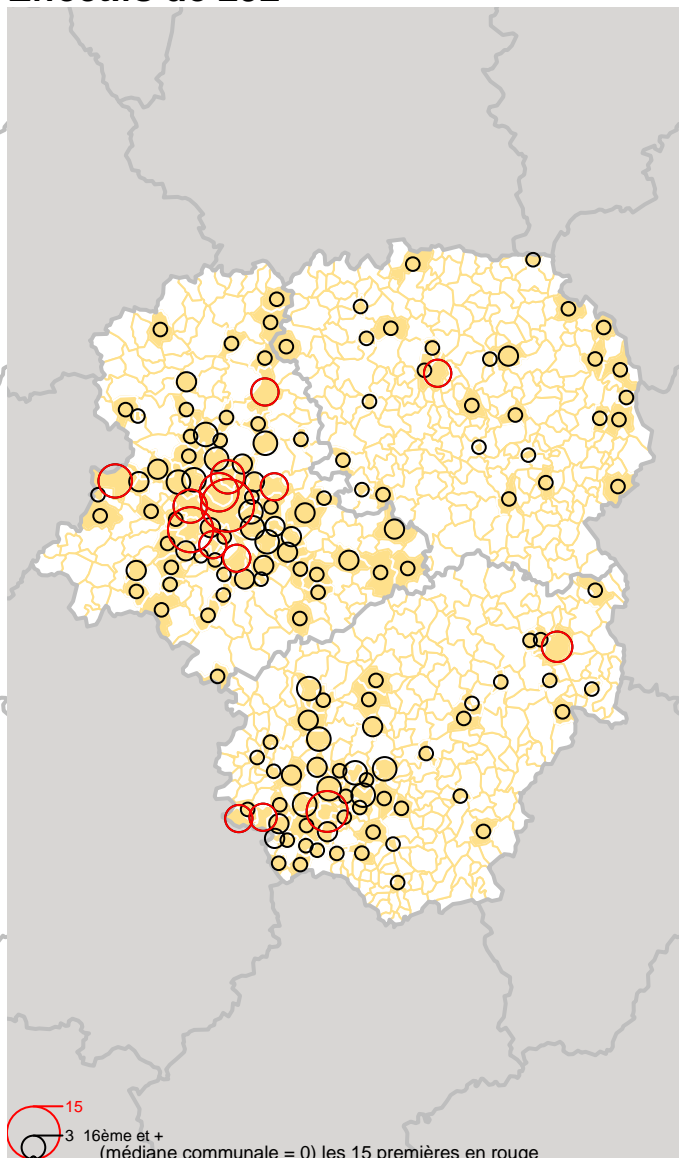 15
3 16ème et +
(médiane communale = 0) les 15 premières en rouge